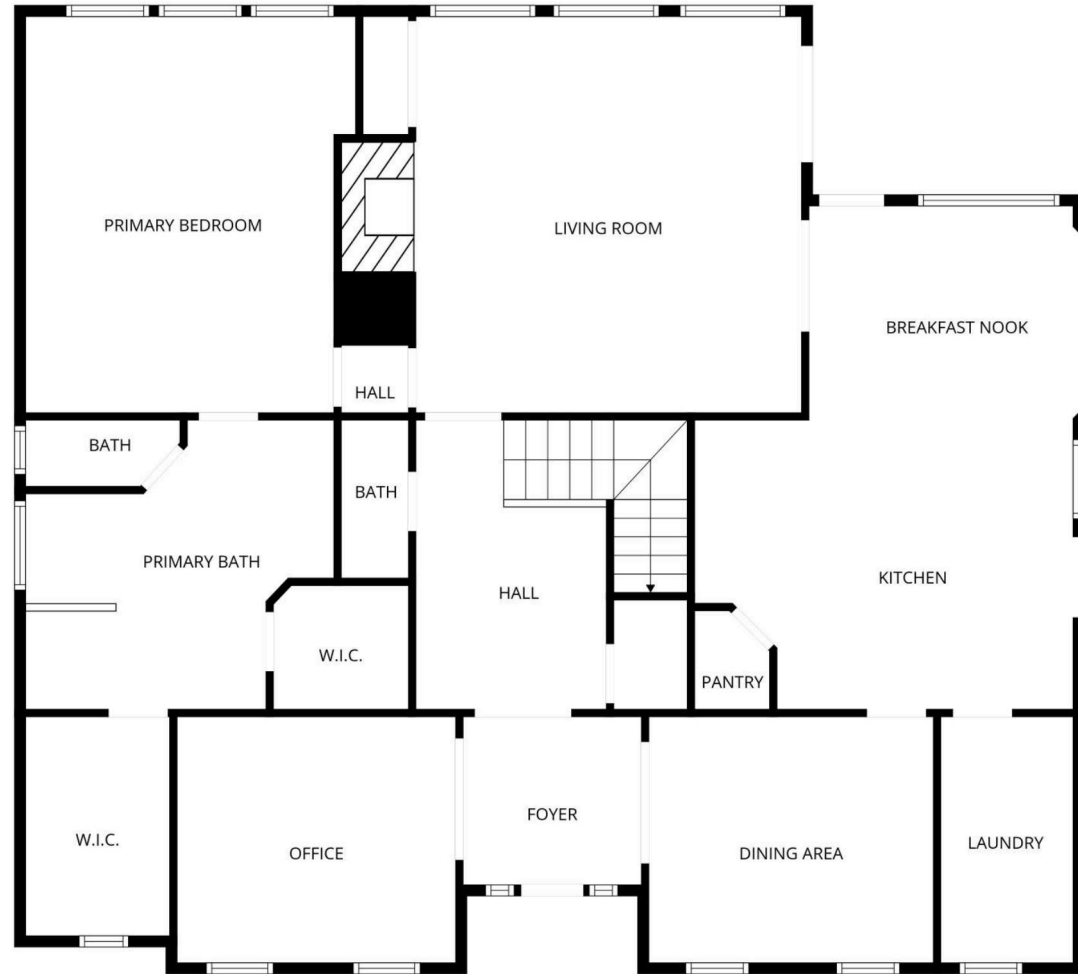 PRIMARY BEDROOM
LIVING ROOM
BREAKFAST NOOK
HALL
BATH
BATH
PRIMARY BATH
HALL
KITCHEN
W.I.C.
PANTRY
W.I.C.
OFFICE
FOYER
DINING AREA
LAUNDRY